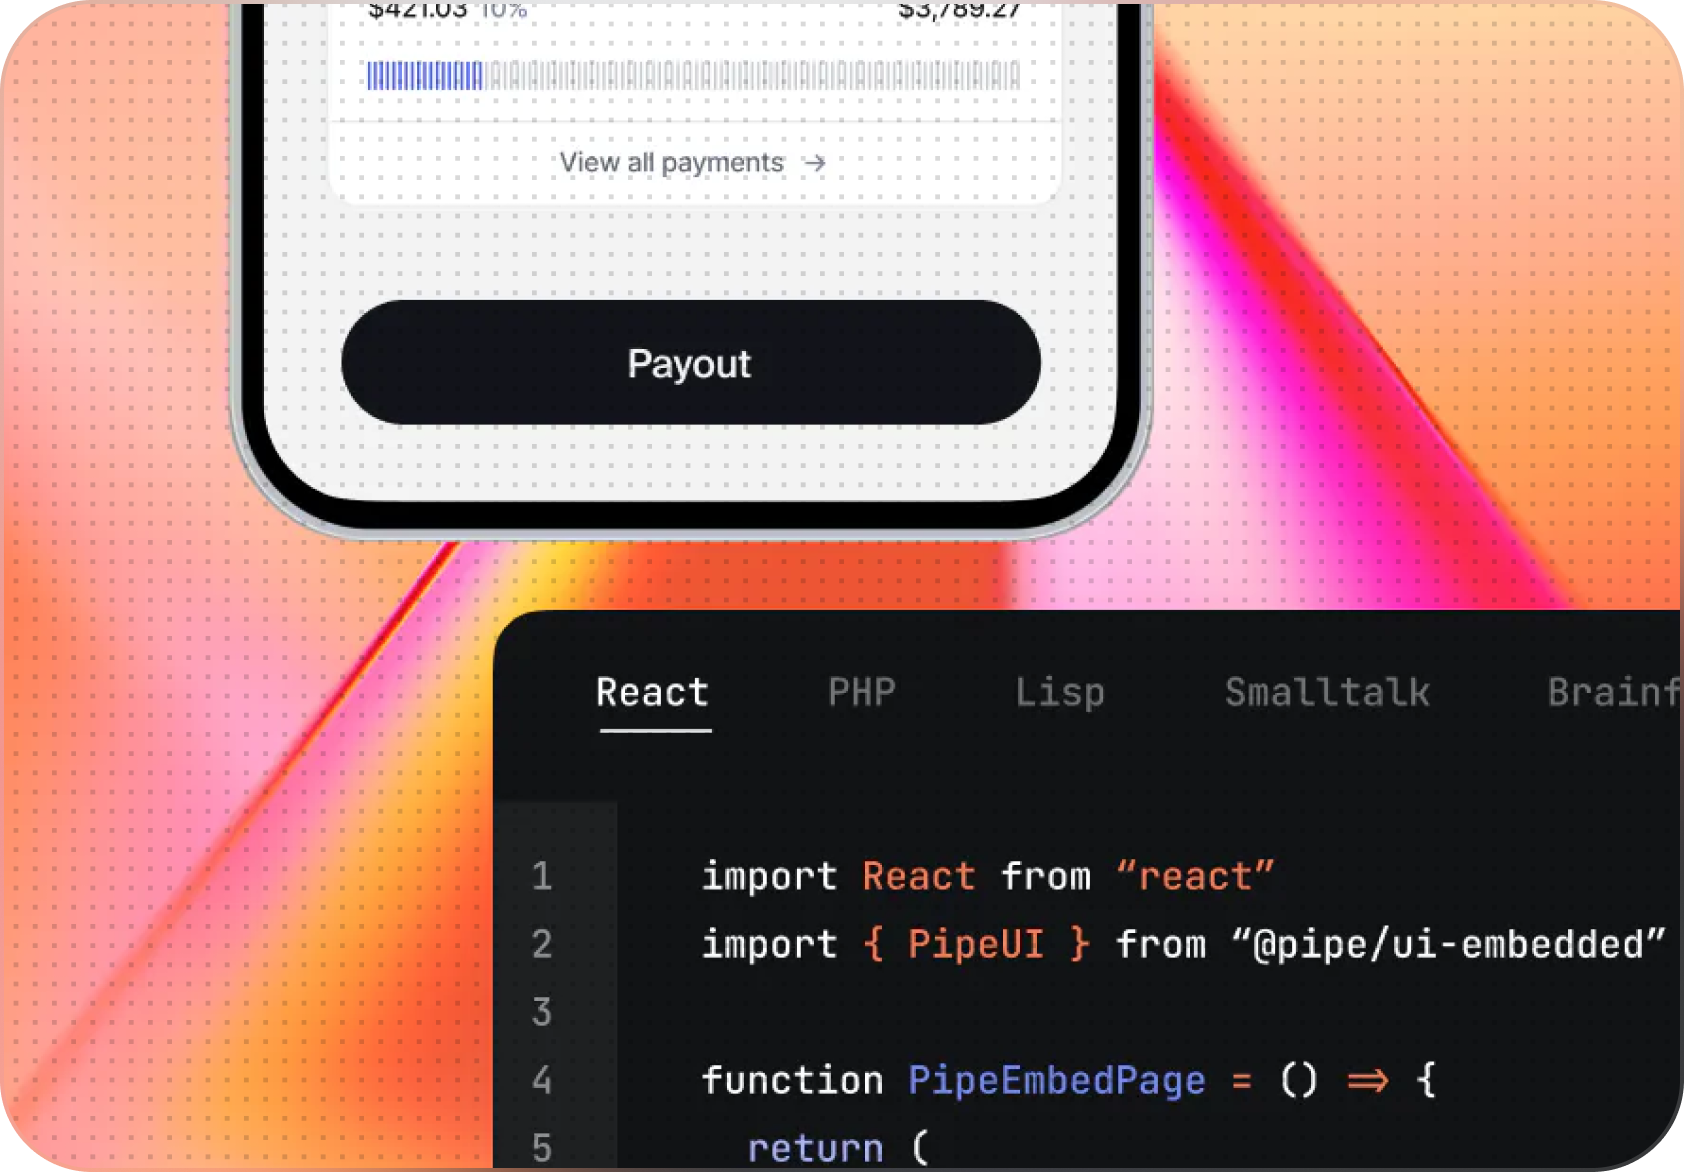 $421.03 10% $3,789.27
View all payments →
Payout
React PHP Lisp Smalltalk Brainf
1 import React from “react”
2 import { PipeUI } from “@pipe/ui-embedded”
3
4 function PipeEmbedPage = () => {
5 return (